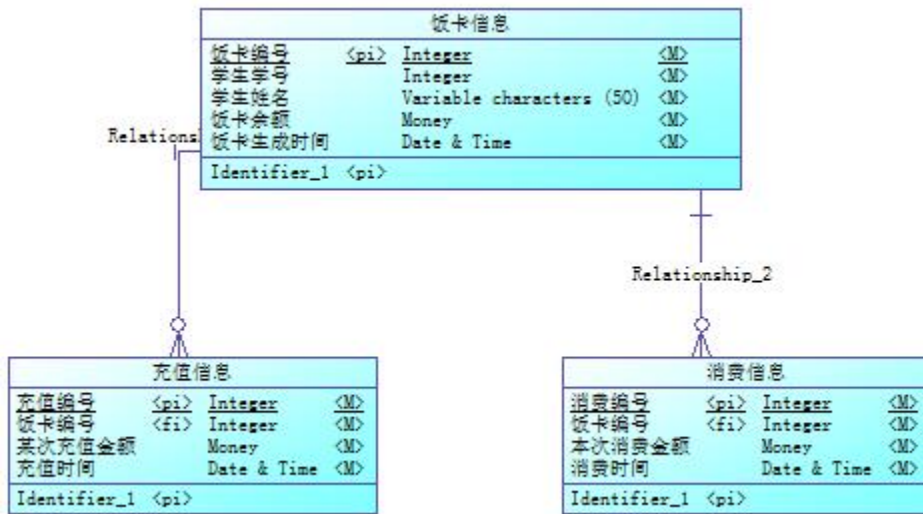 饭卡信息
饭卡编号 <pi> Integer <M>
学生学号 Integer <M>
学生姓名 Variable characters (50) <M>
饭卡余额 Money <M>
饭卡生成时间 Date & Time <M>
Identifier_1 <pi>
Relations
Relationship_2
充值信息
充值编号 <pi> Integer <M>
饭卡编号 <fi> Integer <M>
某次充值金额 Money <M>
充值时间 Date & Time <M>
Identifier_1 <pi>
消费信息
消费编号 <pi> Integer <M>
饭卡编号 <fi> Integer <M>
本次消费金额 Money <M>
消费时间 Date & Time <M>
Identifier_1 <pi>